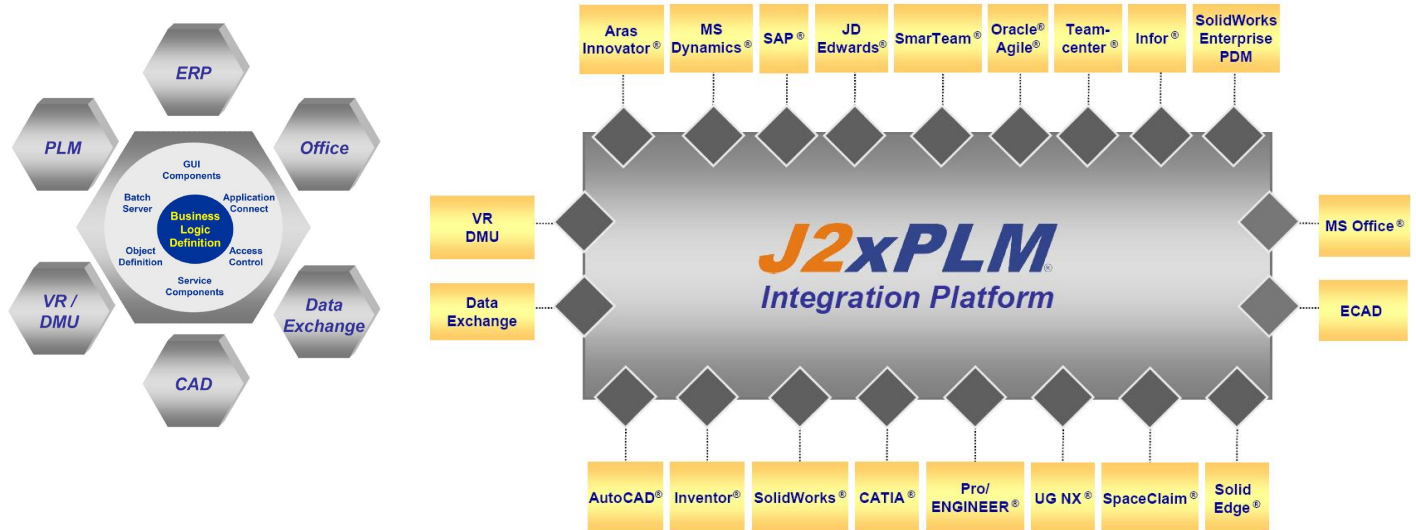 ERP
PLM
Office
GUI
Components
Batch
Server
Application
Connect
Business
Logic
Definition
Object
Definition
Access
Control
Service
Components
VR /
DMU
Data
Exchange
CAD
Aras
Innovator ®
MS
Dynamics ®
SAP ®
JD
Edwards ®
SmarTeam ®
Oracle ®
Agile ®
Team-
center ®
Infor ®
SolidWorks
Enterprise
PDM
VR
DMU
Data
Exchange
J2xPLM ®
Integration Platform
MS Office ®
ECAD
AutoCAD ®
Inventor ®
SolidWorks ®
CATIA ®
Pro/
ENGINEER ®
UG NX ®
SpaceClaim ®
Solid
Edge ®